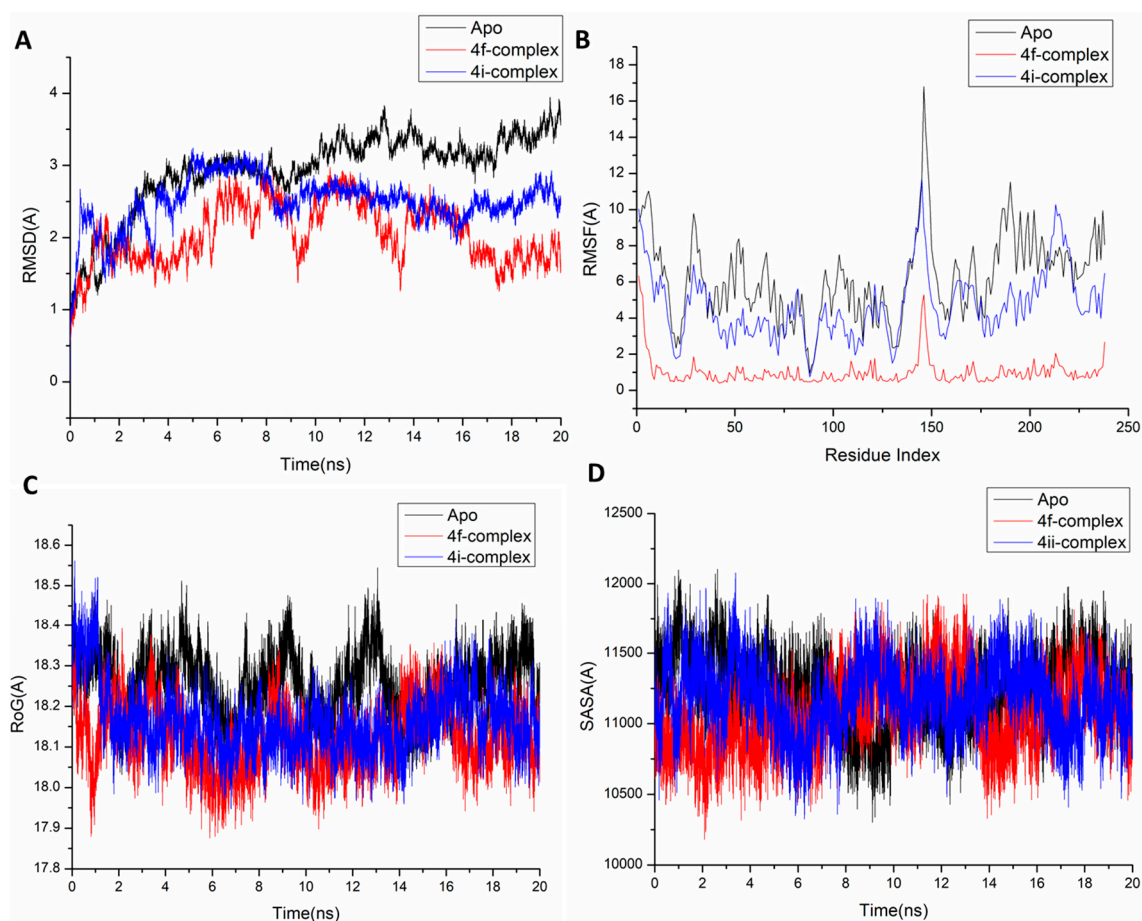 A
Apo
4f-complex
4i-complex
RMSD(A)
4
3
2
1
0
0 2 4 6 8 10 12 14 16 18 20
Time(ns)
B
Apo
4f-complex
4i-complex
RMSF(A)
18
16
14
12
10
8
6
4
2
0
0 50 100 150 200 250
Residue Index
C
Apo
4f-complex
4i-complex
RoG(A)
18.6
18.5
18.4
18.3
18.2
18.1
18.0
17.9
17.8
0 2 4 6 8 10 12 14 16 18 20
Time(ns)
D
Apo
4f-complex
4ii-complex
SASA(A)
12500
12000
11500
11000
10500
10000
0 2 4 6 8 10 12 14 16 18 20
Time(ns)